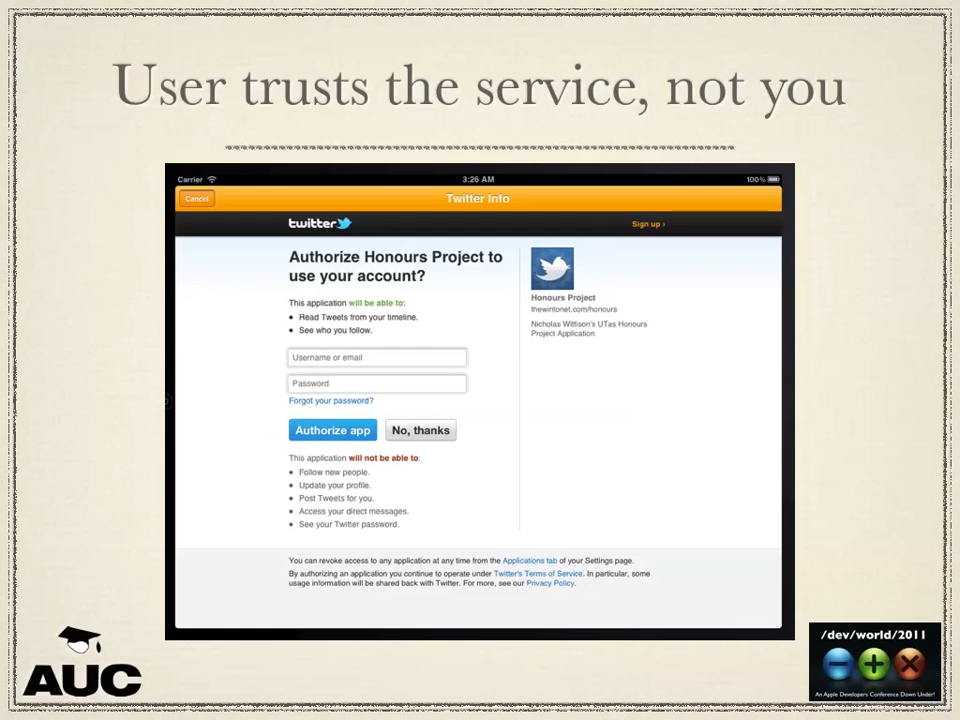 User trusts the service, not you
Carrier
3:26 AM
100%
Cancel
Twitter Info
twitter
Sign up ›
Authorize Honours Project to
use your account?
This application will be able to:
• Read Tweets from your timeline.
• See who you follow.
Username or email
Password
Forgot your password?
Authorize app
No, thanks
This application will not be able to:
• Follow new people.
• Update your profile.
• Post Tweets for you.
• Access your direct messages.
• See your Twitter password.
Honours Project
thewintonet.com/honours
Nicholas Wittison's UTas Honours
Project Application
You can revoke access to any application at any time from the Applications tab of your Settings page.
By authorizing an application you continue to operate under Twitter's Terms of Service. In particular, some
usage information will be shared back with Twitter. For more, see our Privacy Policy.
AUC
/dev/world/2011
An Apple Developers Conference Down Under!